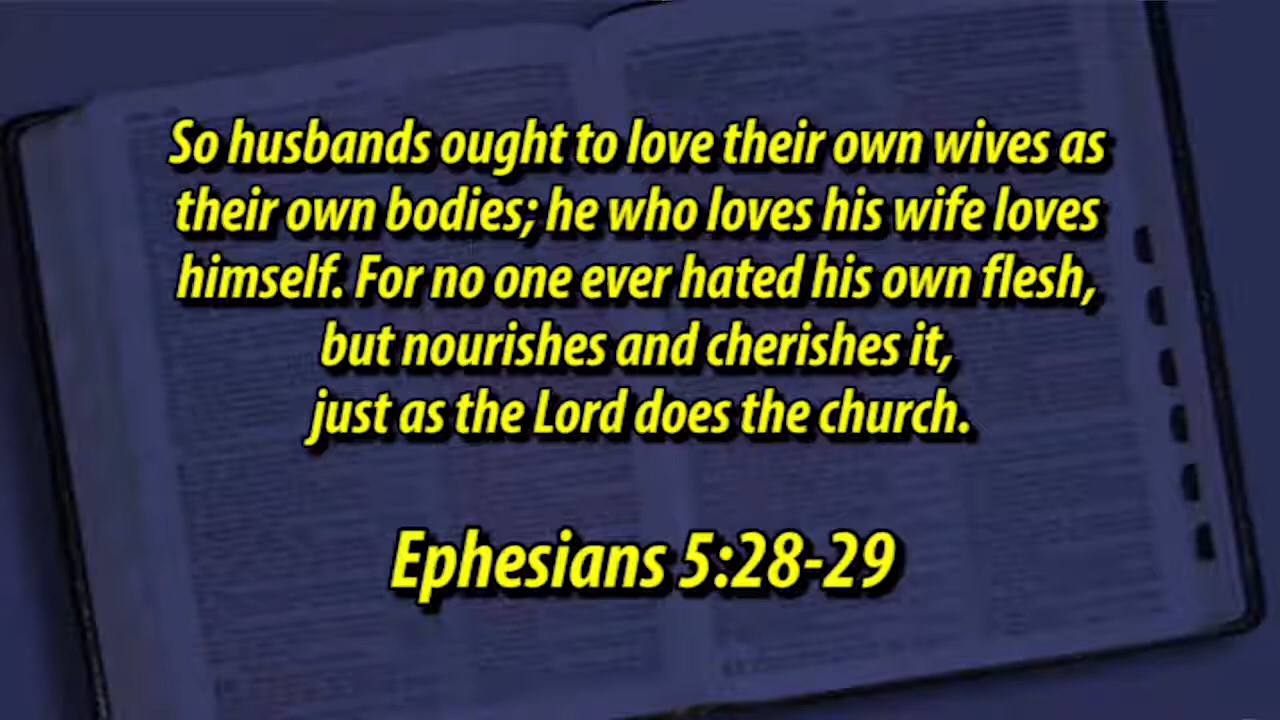 So husbands ought to love their own wives as
their own bodies; he who loves his wife loves
himself. For no one ever hated his own flesh,
but nourishes and cherishes it,
just as the Lord does the church.
Ephesians 5:28-29